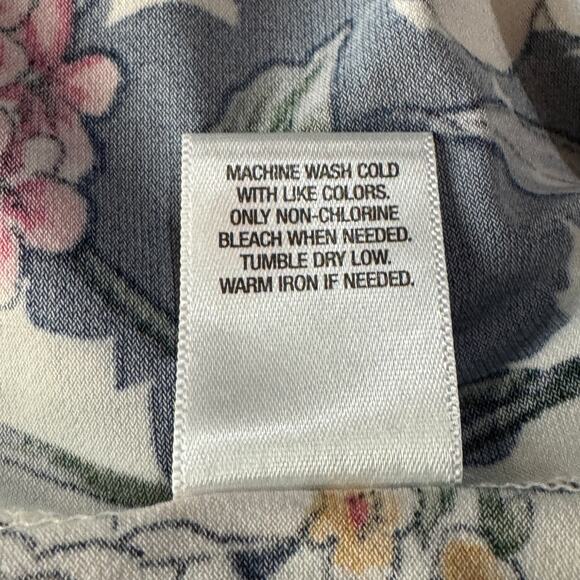 MACHINE WASH COLD
WITH LIKE COLORS.
ONLY NON-CHLORINE
BLEACH WHEN NEEDED.
TUMBLE DRY LOW.
WARM IRON IF NEEDED.